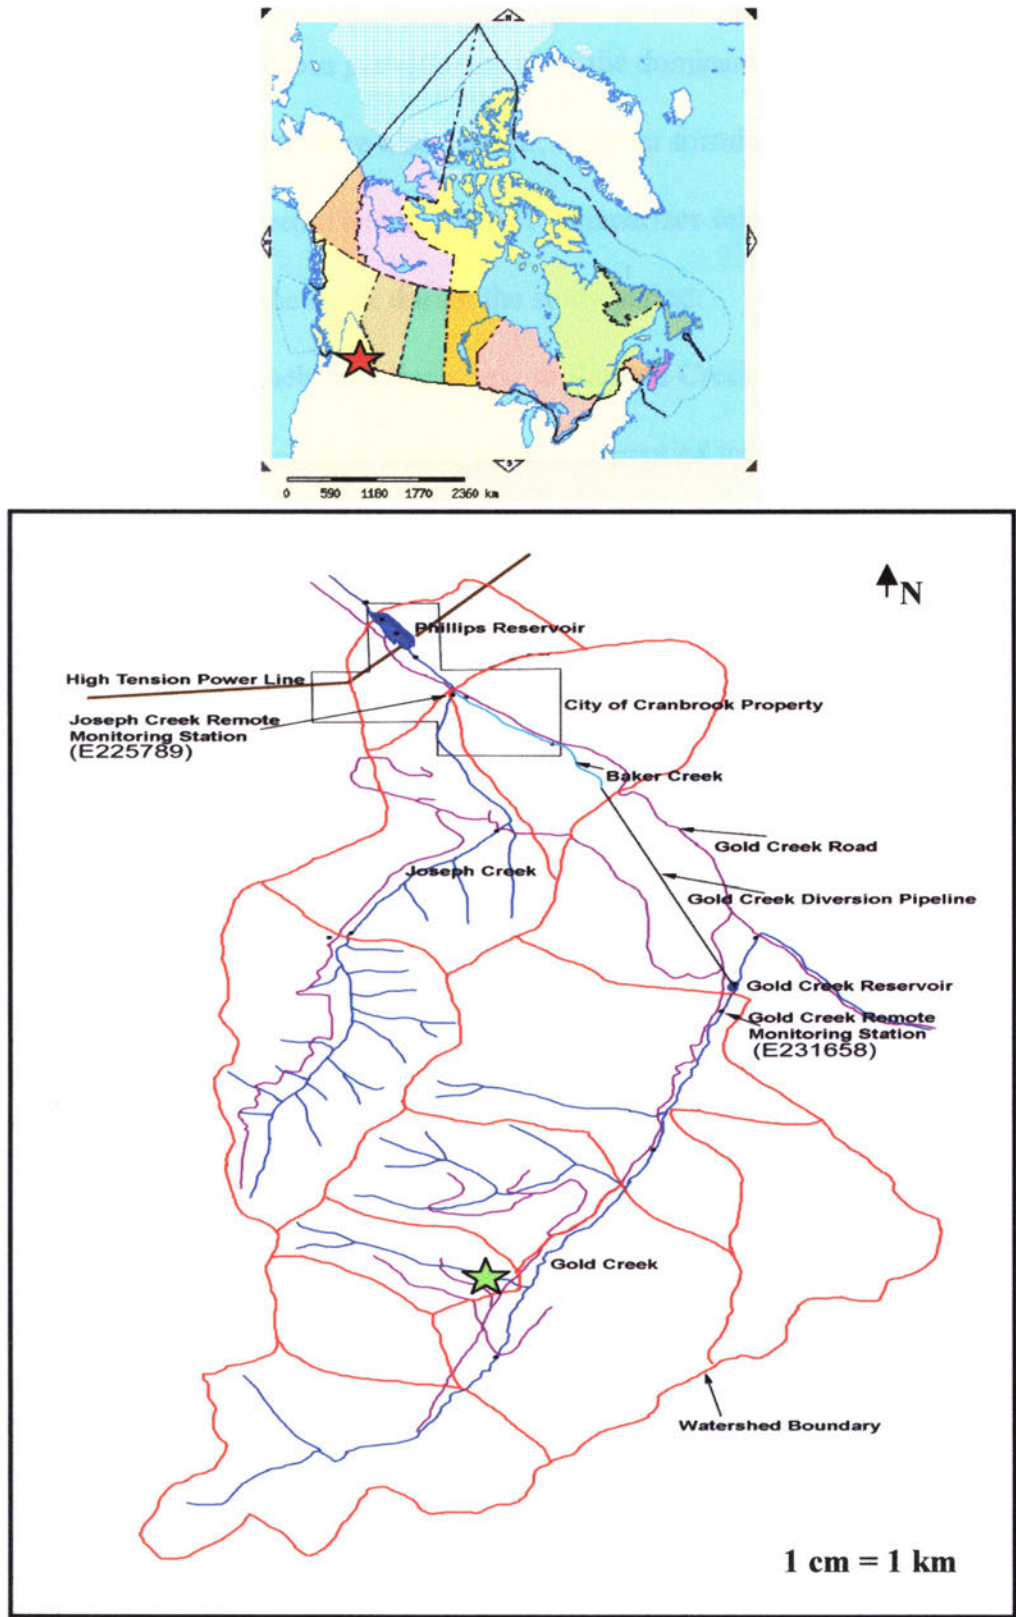 N
0 590 1180 1770 2360 km
S
N
Phillips Reservoir
High Tension Power Line
City of Cranbrook Property
Joseph Creek Remote
Monitoring Station
(E225789)
Baker Creek
Gold Creek Road
Joseph Creek
Gold Creek Diversion Pipeline
Gold Creek Reservoir
Gold Creek Remote
Monitoring Station
(E231658)
Gold Creek
Watershed Boundary
1 cm = 1 km